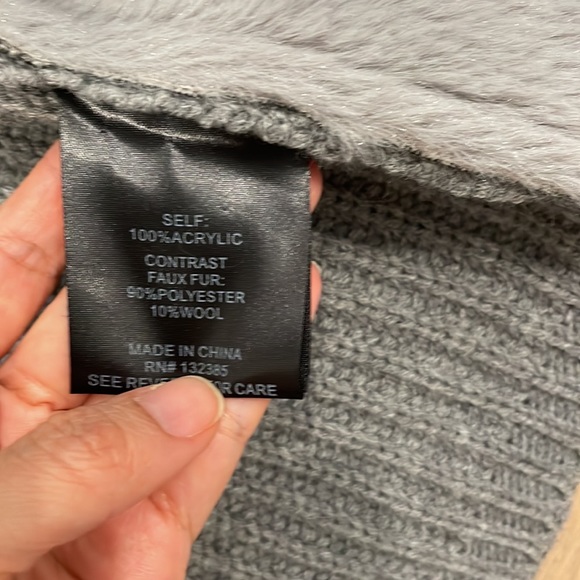 SELF:
100%ACRYLIC
CONTRAST
FAUX FUR:
90%POLYESTER
10%WOOL
MADE IN CHINA
RN# 132385
SEE CARE